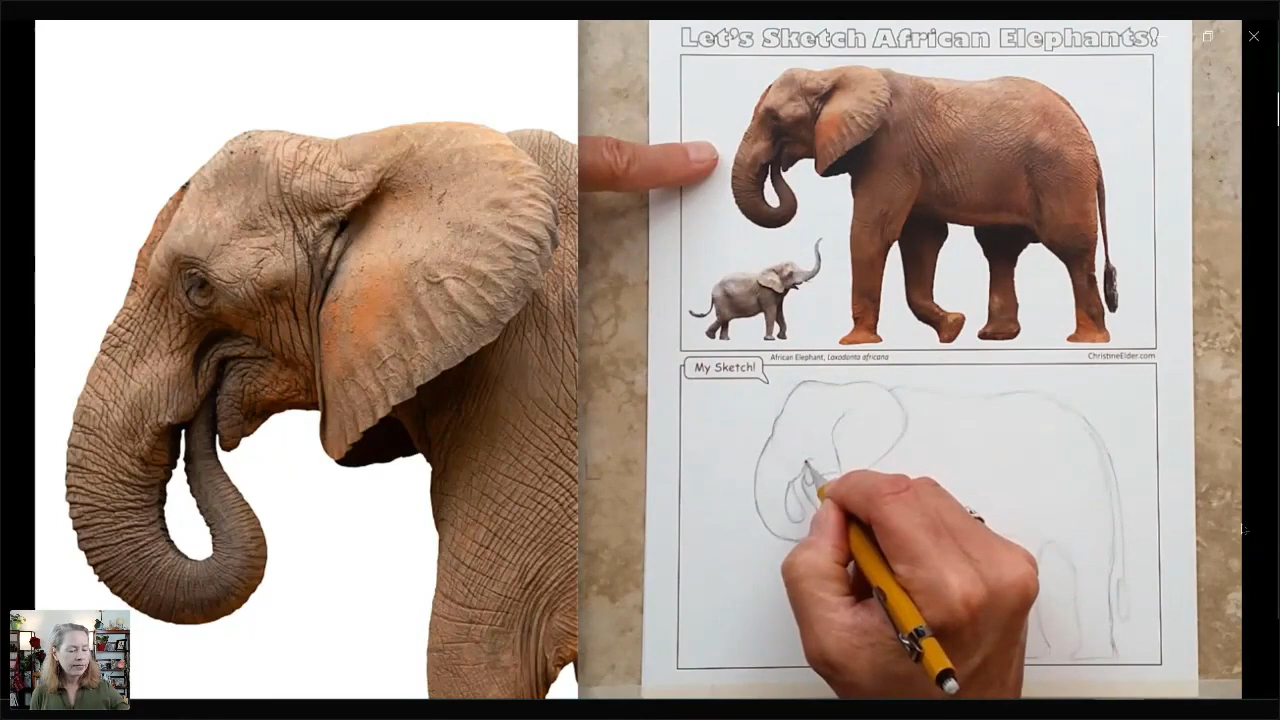 Let's Sketch African Elephants!
African Elephant, Loxodonta africana
ChristineElder.com
My Sketch!